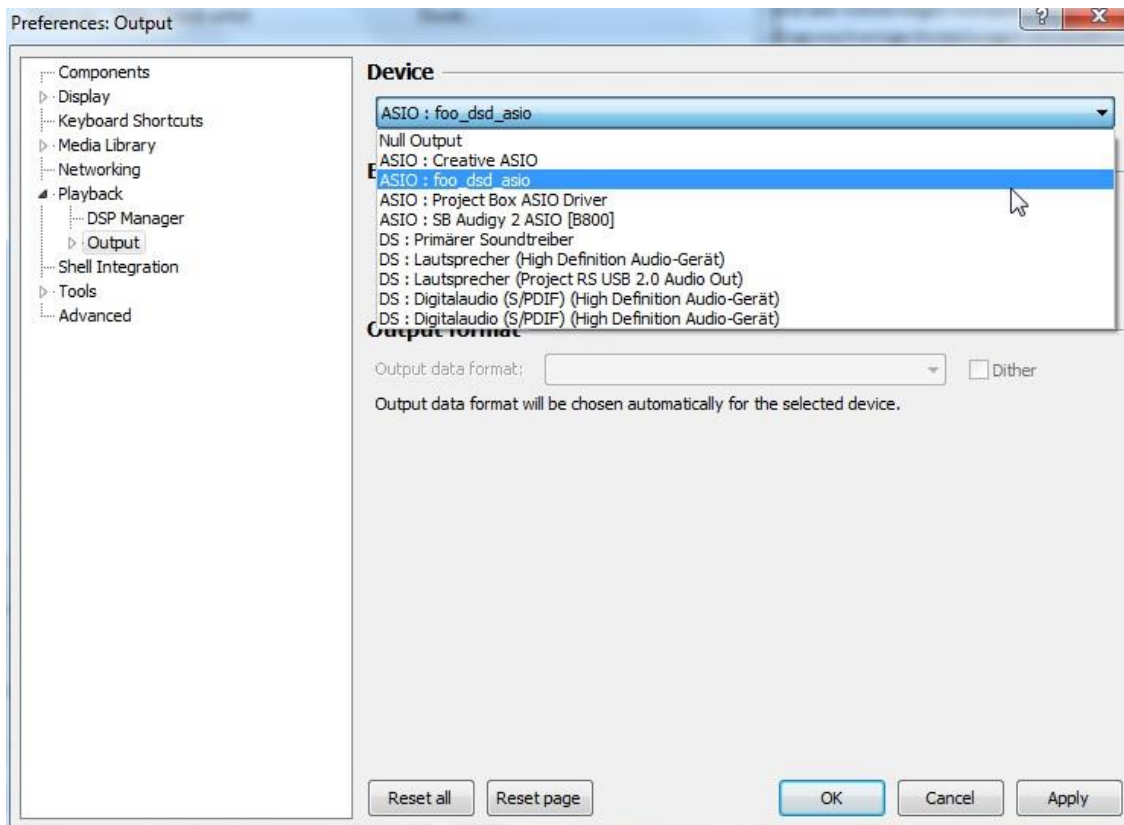 Preferences: Output
?
X
Components
Display
Keyboard Shortcuts
Media Library
Networking
Playback
DSP Manager
Output
Shell Integration
Tools
Advanced
Device
ASIO : foo_dsd_asio
Null Output
ASIO : Creative ASIO
ASIO : foo_dsd_asio
ASIO : Project Box ASIO Driver
ASIO : SB Audigy 2 ASIO [B800]
DS : Primärer Soundtreiber
DS : Lautsprecher (High Definition Audio-Gerät)
DS : Lautsprecher (Project RS USB 2.0 Audio Out)
DS : Digitalaudio (S/PDIF) (High Definition Audio-Gerät)
DS : Digitalaudio (S/PDIF) (High Definition Audio-Gerät)
Output format
Output data format:
Dither
Output data format will be chosen automatically for the selected device.
Reset all
Reset page
OK
Cancel
Apply